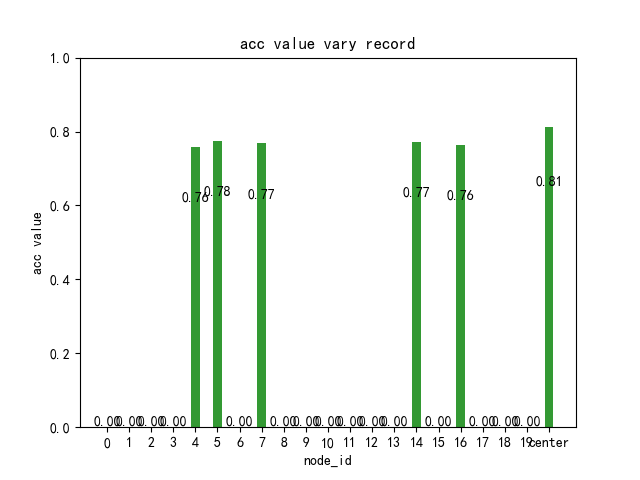 acc value vary record
1.0
0.8
0.6
0.4
0.2
0.0
acc value
0.00 0.00 0.00 0.00 0.76 0.78 0.00 0.77 0.00 0.00 0.00 0.00 0.00 0.00 0.77 0.00 0.76 0.00 0.00 0.00 0.81
0 1 2 3 4 5 6 7 8 9 10 11 12 13 14 15 16 17 18 19 center
node_id